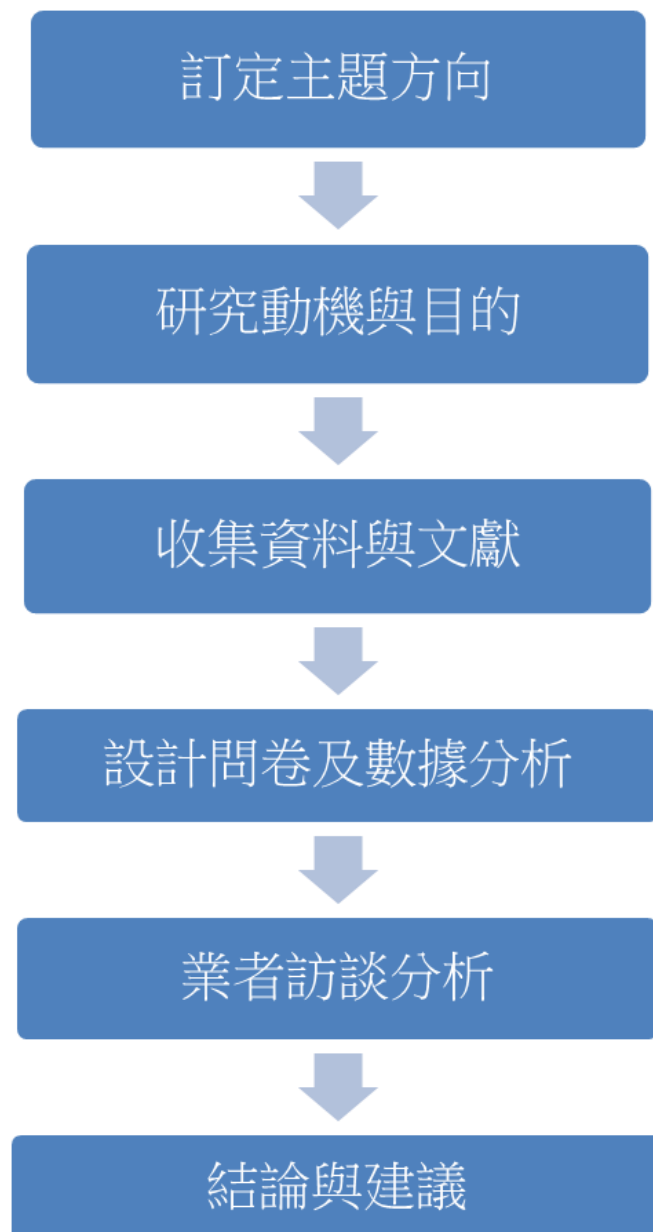 訂定主題方向
研究動機與目的
收集資料與文獻
設計問卷及數據分析
業者訪談分析
結論與建議